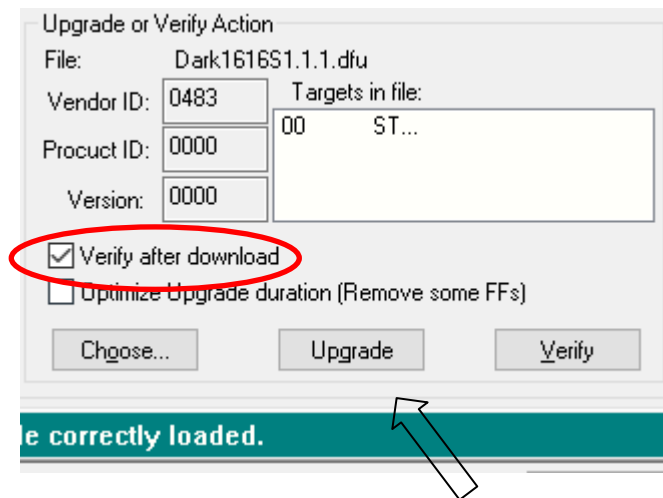 Upgrade or Verify Action
File: Dark1616S1.1.1.dfu
Vendor ID: 0483 Targets in file:
00 ST...
Procuct ID: 0000
Version: 0000
Verify after download
Optimize Upgrade duration (Remove some FFs)
Choose... Upgrade Verify
le correctly loaded.